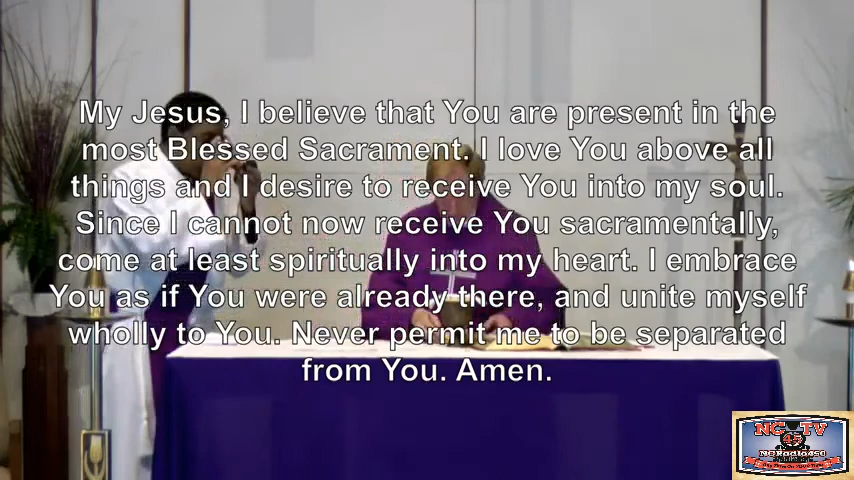 My Jesus, I believe that You are present in the
most Blessed Sacrament. I love You above all
things and I desire to receive You into my soul.
Since I cannot now receive You sacramentally,
come at least spiritually into my heart. I embrace
You as if You were already there, and unite myself
wholly to You. Never permit me to be separated
from You. Amen.
NC TV
45